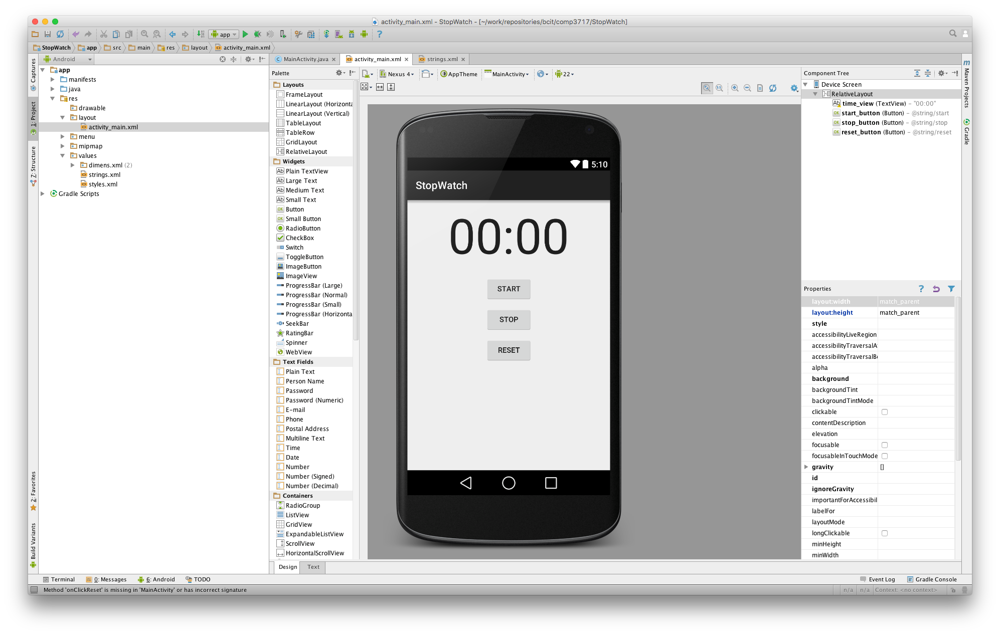 activity_main.xml - StopWatch - [~/work/repositories/bcit/comp3717/StopWatch]
app
StopWatch app src main res layout activity_main.xml
Captures
1: Project
Z: Structure
2: Favorites
Build Variants
Android
app
manifests
java
res
drawable
layout
activity_main.xml
menu
mipmap
values
dimens.xml (2)
strings.xml
styles.xml
Gradle Scripts
MainActivity.java activity_main.xml strings.xml
Palette
Layouts
FrameLayout
LinearLayout (Horizonta
LinearLayout (Vertical)
TableLayout
TableRow
GridLayout
RelativeLayout
Widgets
Ab Plain TextView
Ab Large Text
Ab Medium Text
Ab Small Text
OK Button
OK Small Button
RadioButton
CheckBox
Switch
ToggleButton
ImageButton
ImageView
ProgressBar (Large)
ProgressBar (Normal)
ProgressBar (Small)
ProgressBar (Horizonta
SeekBar
RatingBar
Spinner
WebView
Text Fields
Plain Text
Person Name
Password
Password (Numeric)
E-mail
Phone
Postal Address
Multiline Text
Time
Date
Number
Number (Signed)
Number (Decimal)
Containers
RadioGroup
ListView
GridView
ExpandableListView
ScrollView
HorizontalScrollView
Nexus 4 AppTheme MainActivity 22
5:10
StopWatch
00:00
START
STOP
RESET
Design Text
Component Tree
Device Screen
RelativeLayout
Ab time_view (TextView) - "00:00"
OK start_button (Button) - @string/start
OK stop_button (Button) - @string/stop
OK reset_button (Button) - @string/reset
Properties
layout:width match_parent
layout:height match_parent
style
accessibilityLiveRegion
accessibilityTraversalA
accessibilityTraversalBe
alpha
background
backgroundTint
backgroundTintMode
clickable
contentDescription
elevation
focusable
focusableInTouchMode
gravity []
id
ignoreGravity
importantForAccessibil
labelFor
layoutMode
longClickable
minHeight
minWidth
m Maven Projects
Gradle
Terminal 0: Messages 6: Android TODO Event Log Gradle Console
Method 'onClickReset' is missing in 'MainActivity' or has incorrect signature n/a n/a Context: <no context>